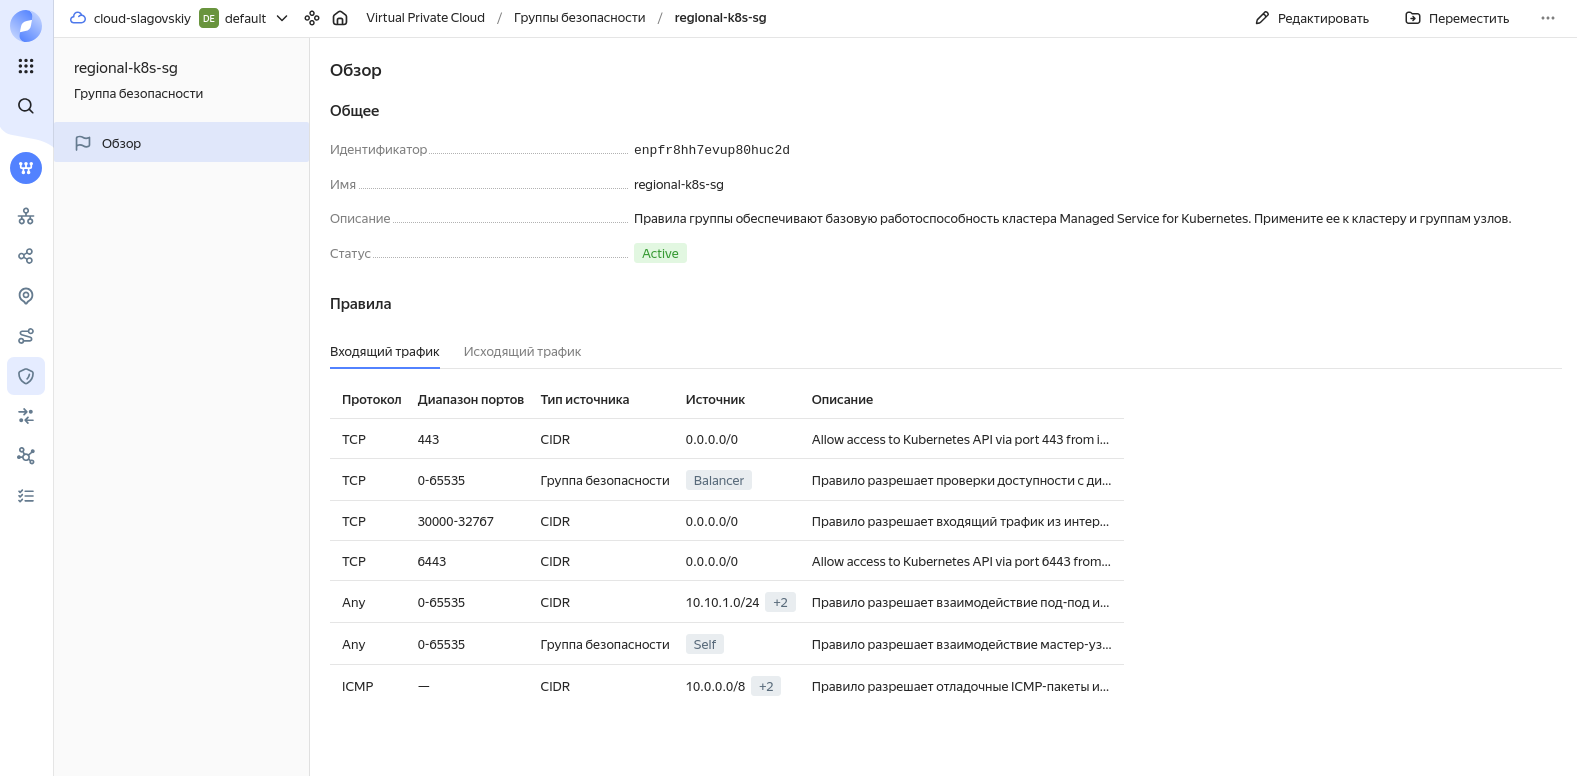 cloud-slagovskiy DE default Virtual Private Cloud / Группы безопасности / regional-k8s-sg Редактировать Переместить
regional-k8s-sg
Группа безопасности
Обзор
Обзор
Общее
Идентификатор enpfr8hh7evup80huc2d
Имя regional-k8s-sg
Описание Правила группы обеспечивают базовую работоспособность кластера Managed Service for Kubernetes. Примените ее к кластеру и группам узлов.
Статус Active
Правила
Входящий трафик Исходящий трафик
Протокол Диапазон портов Тип источника Источник Описание
TCP 443 CIDR 0.0.0.0/0 Allow access to Kubernetes API via port 443 from i...
TCP 0-65535 Группа безопасности Balancer Правило разрешает проверки доступности с ди...
TCP 30000-32767 CIDR 0.0.0.0/0 Правило разрешает входящий трафик из интер...
TCP 6443 CIDR 0.0.0.0/0 Allow access to Kubernetes API via port 6443 from...
Any 0-65535 CIDR 10.10.1.0/24 +2 Правило разрешает взаимодействие под-под и...
Any 0-65535 Группа безопасности Self Правило разрешает взаимодействие мастер-уз...
ICMP — CIDR 10.0.0.0/8 +2 Правило разрешает отладочные ICMP-пакеты и...